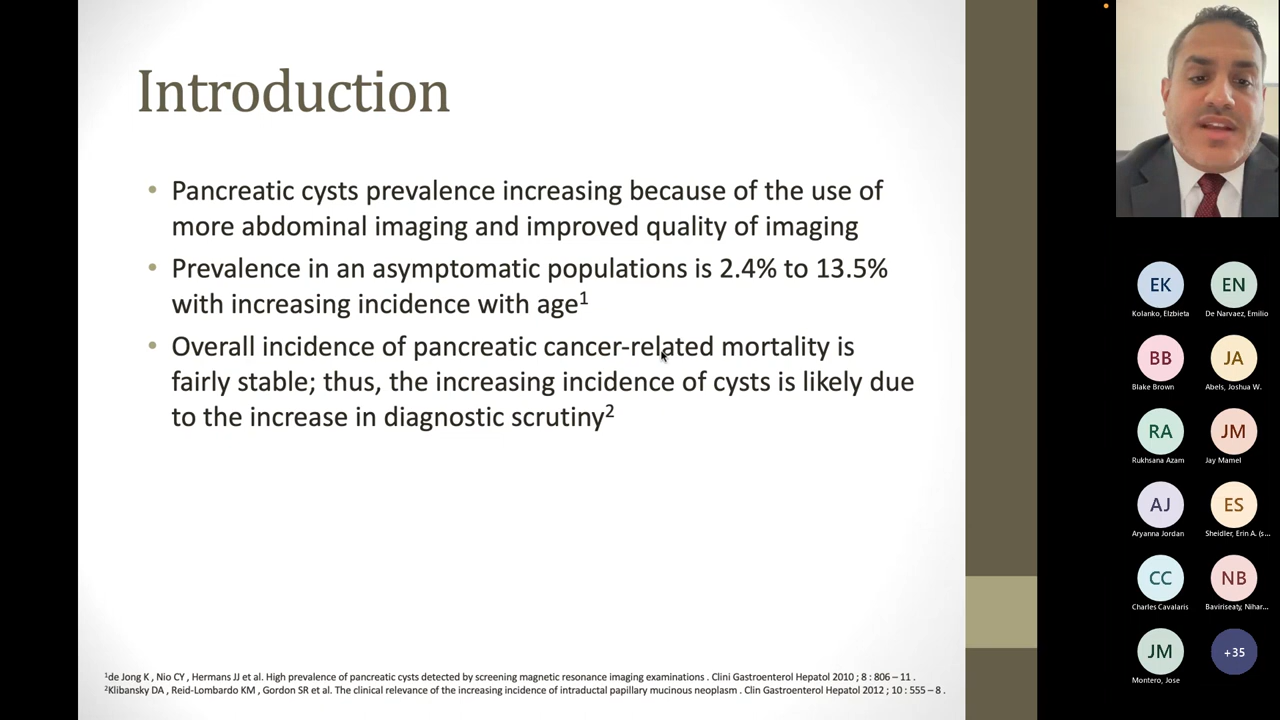 Introduction
• Pancreatic cysts prevalence increasing because of the use of
more abdominal imaging and improved quality of imaging
• Prevalence in an asymptomatic populations is 2.4% to 13.5%
with increasing incidence with age1
• Overall incidence of pancreatic cancer-related mortality is
fairly stable; thus, the increasing incidence of cysts is likely due
to the increase in diagnostic scrutiny2
1de Jong K , Nio CY , Hermans JJ et al. High prevalence of pancreatic cysts detected by screening magnetic resonance imaging examinations . Clini Gastroenterol Hepatol 2010 ; 8 : 806 – 11 .
2Klibansky DA , Reid-Lombardo KM , Gordon SR et al. The clinical relevance of the increasing incidence of intraductal papillary mucinous neoplasm . Clin Gastroenterol Hepatol 2012 ; 10 : 555 – 8 .
EK EN
Kolanko, Elzbieta De Narvaez, Emilio
BB JA
Blake Brown Abels, Joshua W.
RA JM
Rukhsana Azam Jay Mamel
AJ ES
Aryanna Jordan Sheidler, Erin A. (s...
CC NB
Charles Cavalaris Baviriseaty, Nihar...
JM +35
Montero, Jose